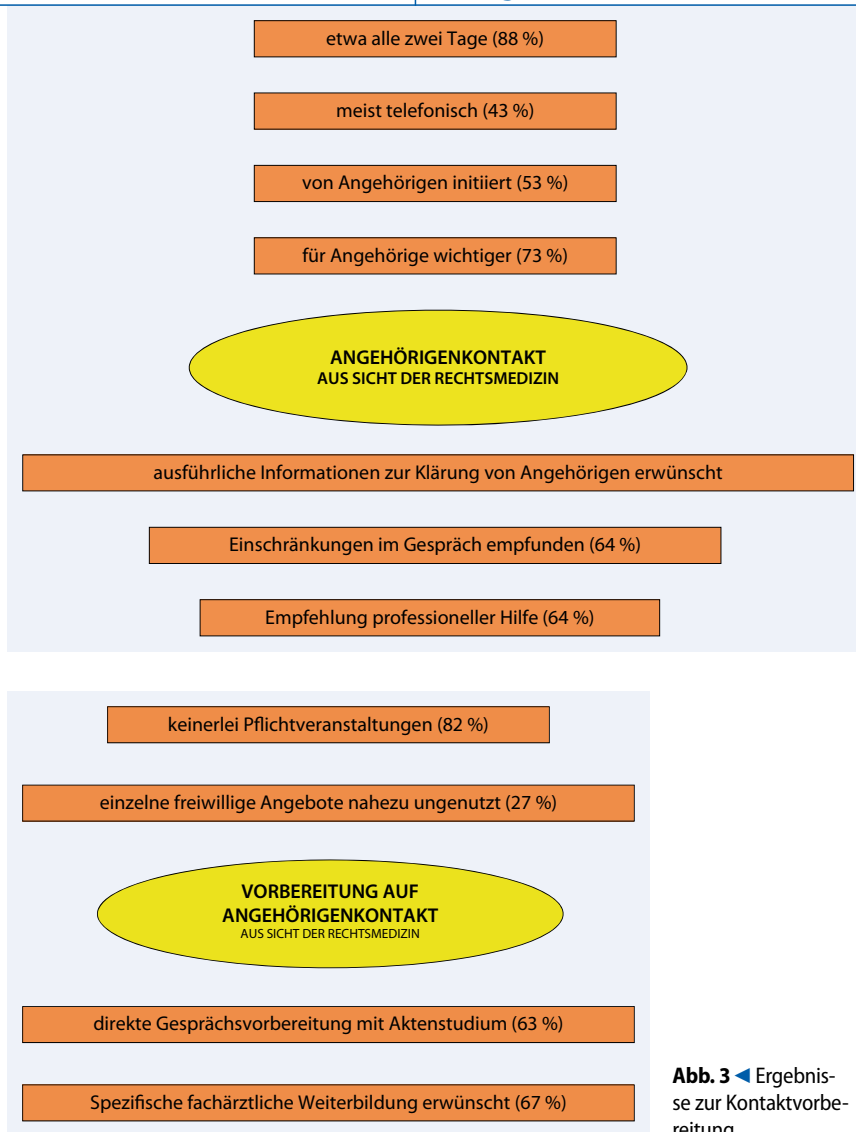 etwa alle zwei Tage (88 %)
meist telefonisch (43 %)
von Angehörigen initiiert (53 %)
für Angehörige wichtiger (73 %)
ANGEHÖRIGENKONTAKT
AUS SICHT DER RECHTSMEDIZIN
ausführliche Informationen zur Klärung von Angehörigen erwünscht
Einschränkungen im Gespräch empfunden (64 %)
Empfehlung professioneller Hilfe (64 %)
keinerlei Pflichtveranstaltungen (82 %)
einzelne freiwillige Angebote nahezu ungenutzt (27 %)
VORBEREITUNG AUF
ANGEHÖRIGENKONTAKT
AUS SICHT DER RECHTSMEDIZIN
direkte Gesprächsvorbereitung mit Aktenstudium (63 %)
Spezifische fachärztliche Weiterbildung erwünscht (67 %)
Abb. 3 ◄ Ergebnis-
se zur Kontaktvorbe-
reitung